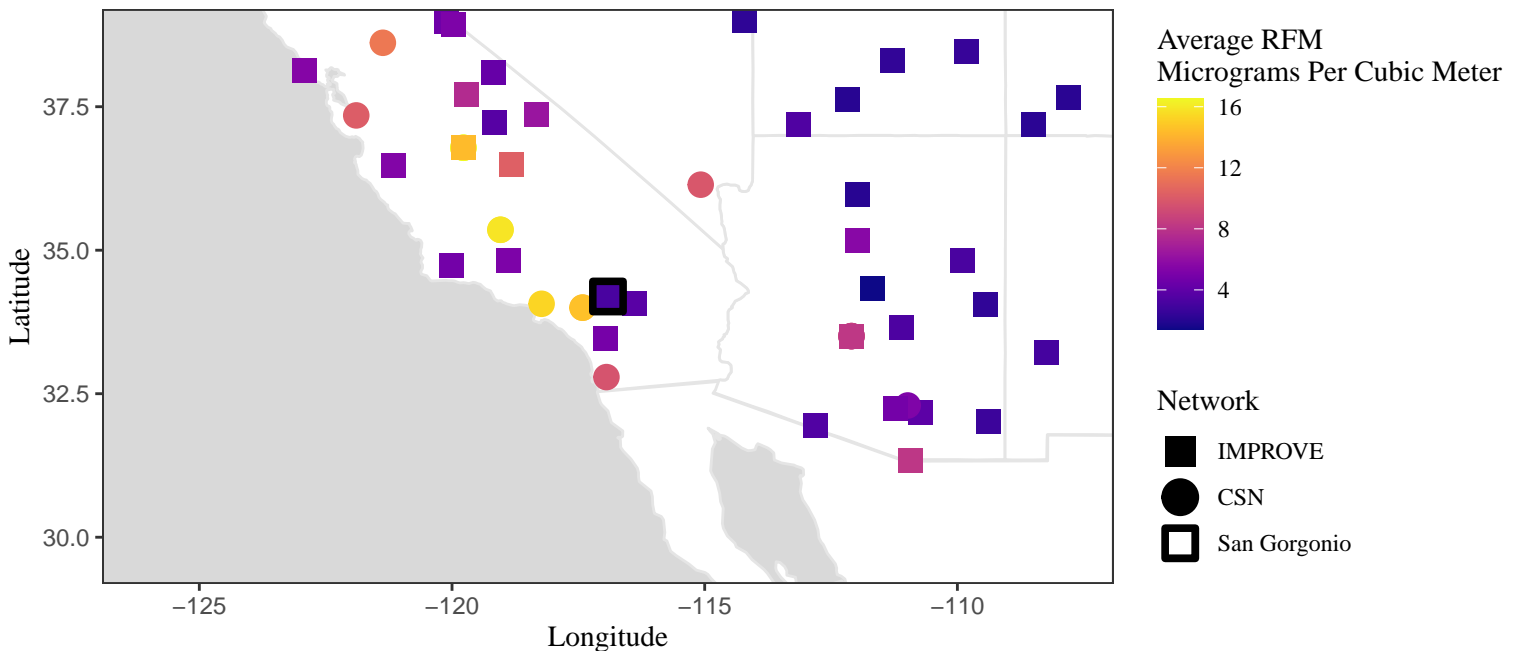 Average RFM
Micrograms Per Cubic Meter
16
12
8
4
Network
IMPROVE
CSN
San Gorgonio
Latitude
37.5
35.0
32.5
30.0
−125
−120
−115
−110
Longitude